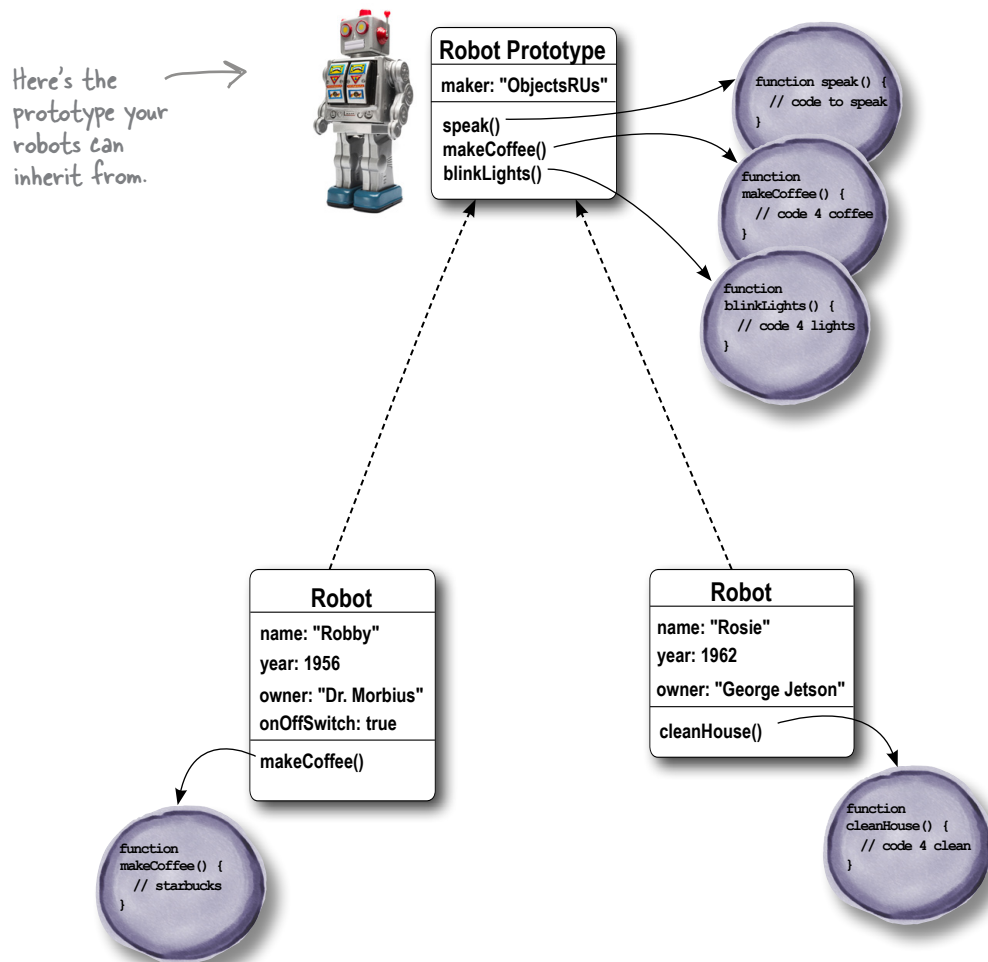 Here's the
prototype your
robots can
inherit from.
Robot Prototype
maker: "ObjectsRUs"
speak()
makeCoffee()
blinkLights()
function speak() {
// code to speak
}
function
makeCoffee() {
// code 4 coffee
}
function
blinkLights() {
// code 4 lights
}
Robot
name: "Robby"
year: 1956
owner: "Dr. Morbius"
onOffSwitch: true
makeCoffee()
function
makeCoffee() {
// starbucks
}
Robot
name: "Rosie"
year: 1962
owner: "George Jetson"
cleanHouse()
function
cleanHouse() {
// code 4 clean
}